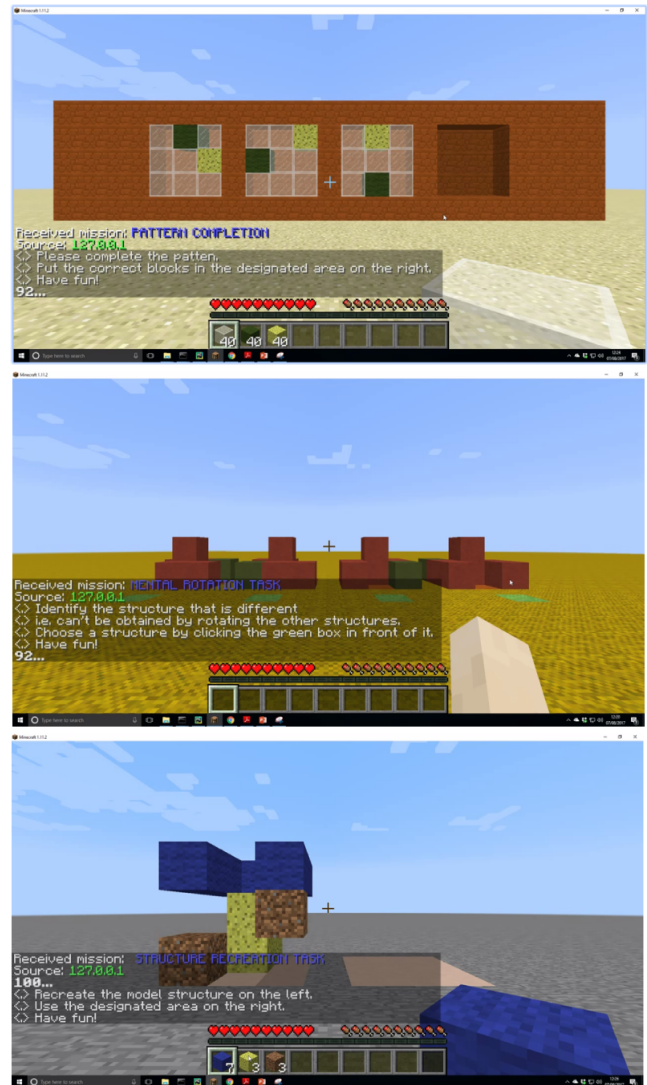 Minecraft 1.11.2
Received mission: PATTERN COMPLETION
Source: 127.0.0.1
<.> Please complete the patten.
<.> Put the correct blocks in the designated area on the right.
<.> Have fun!
92...
40 40 40
Type here to search
Minecraft 1.11.2
Received mission: MENTAL ROTATION TASK
Source: 127.0.0.1
<.> Identify the structure that is different
<.> i.e. can't be obtained by rotating the other structures.
<.> Choose a structure by clicking the green box in front of it.
<.> Have fun!
92...
Type here to search
Minecraft 1.11.2
Received mission: STRUCTURE RECREATION TASK
Source: 127.0.0.1
100...
<.> Recreate the model structure on the left.
<.> Use the designated area on the right.
<.> Have fun!
7 3 3
Type here to search